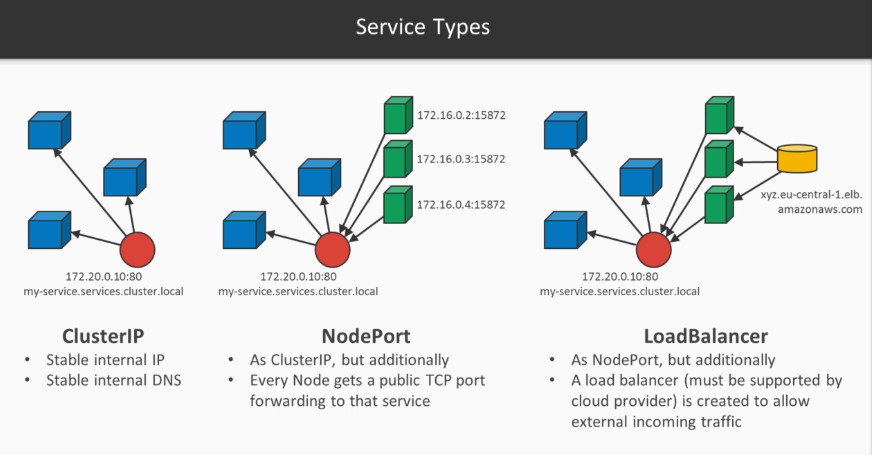 Service Types
172.20.0.10:80
my-service.services.cluster.local
ClusterIP
• Stable internal IP
• Stable internal DNS
172.16.0.2:15872
172.16.0.3:15872
172.16.0.4:15872
172.20.0.10:80
my-service.services.cluster.local
NodePort
• As ClusterIP, but additionally
• Every Node gets a public TCP port
forwarding to that service
xyz.eu-central-1.elb.
amazonaws.com
172.20.0.10:80
my-service.services.cluster.local
LoadBalancer
• As NodePort, but additionally
• A load balancer (must be supported by
cloud provider) is created to allow
external incoming traffic